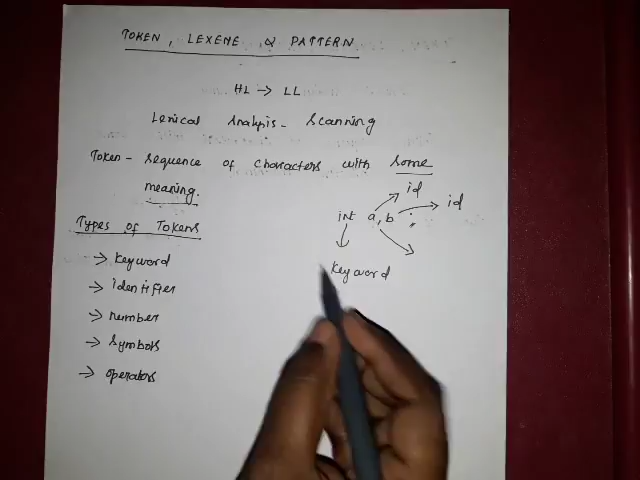 TOKEN, LEXEME & PATTERN
HL → LL
Lexical Analysis - Scanning
Token - Sequence of characters with some
meaning.
Types of Tokens
→ Keyword
→ Identifier
→ number
→ Symbols
→ operators
id
id
int a, b ;
Keyword